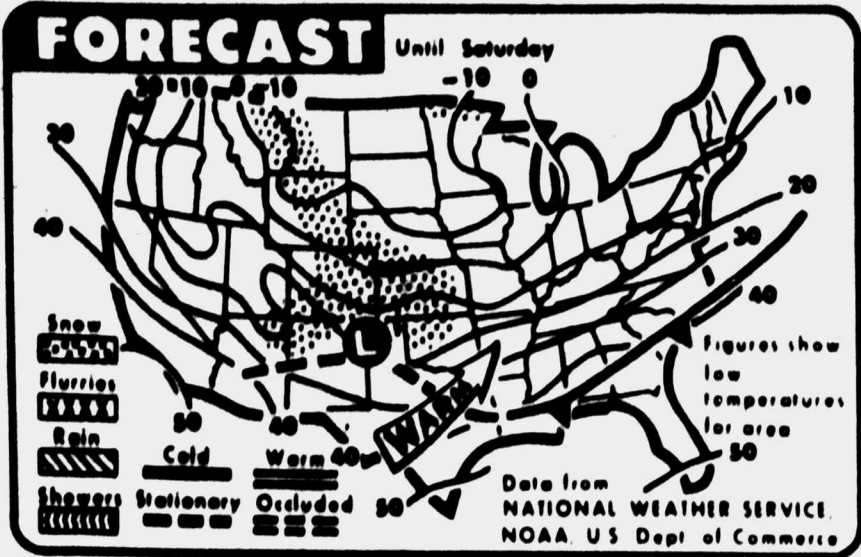 FORECAST
Until Saturday
20 -10 0 -10
-10 0
10
30
20
40
30
40
L
Snow
Flurries
Rain
Showers
Cold
Warm
Stationary
Occluded
50
40
40
WARM
50
50
Figures show
low
temperatures
for area
Data from
NATIONAL WEATHER SERVICE,
NOAA, U S Dept of Commerce